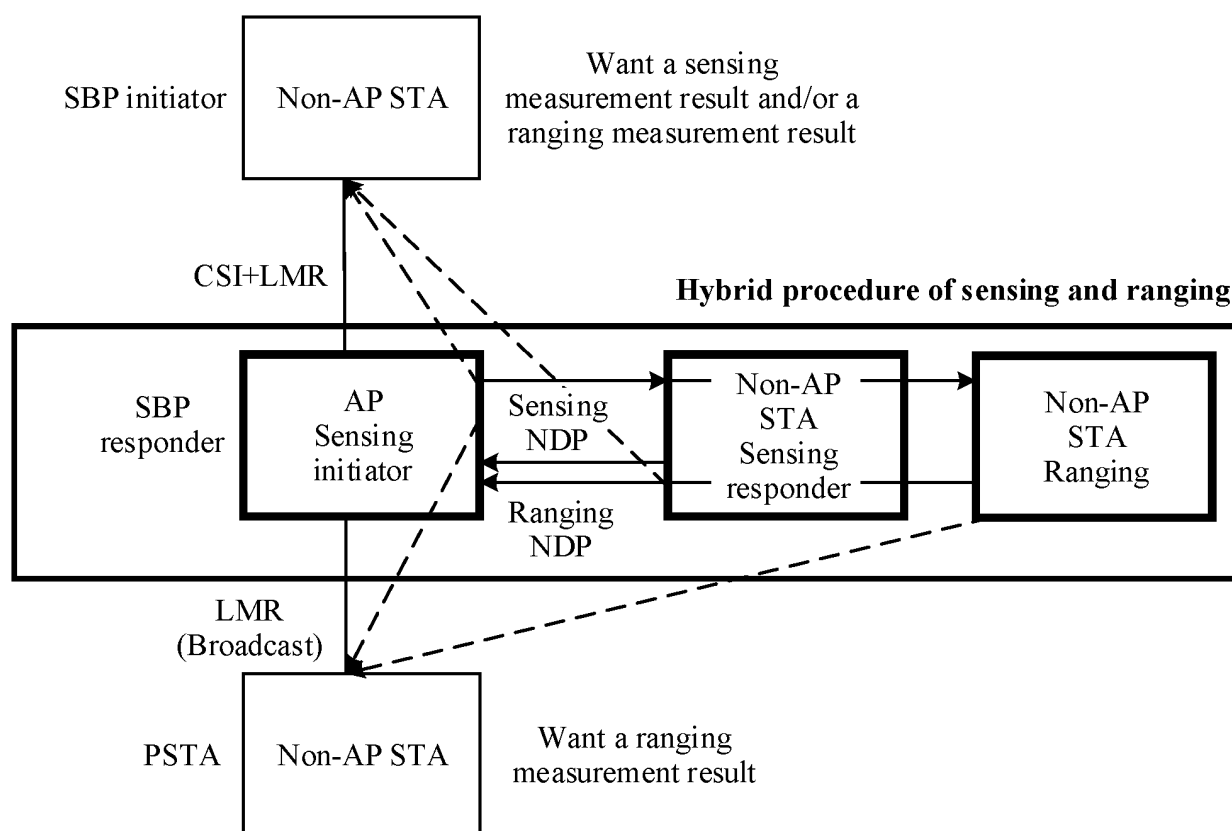 SBP initiator
Non-AP STA
Want a sensing
measurement result and/or a
ranging measurement result
CSI+LMR
Hybrid procedure of sensing and ranging
SBP
responder
AP
Sensing
initiator
Sensing
NDP
Ranging
NDP
Non-AP
STA
Sensing
responder
Non-AP
STA
Ranging
LMR
(Broadcast)
PSTA
Non-AP STA
Want a ranging
measurement result